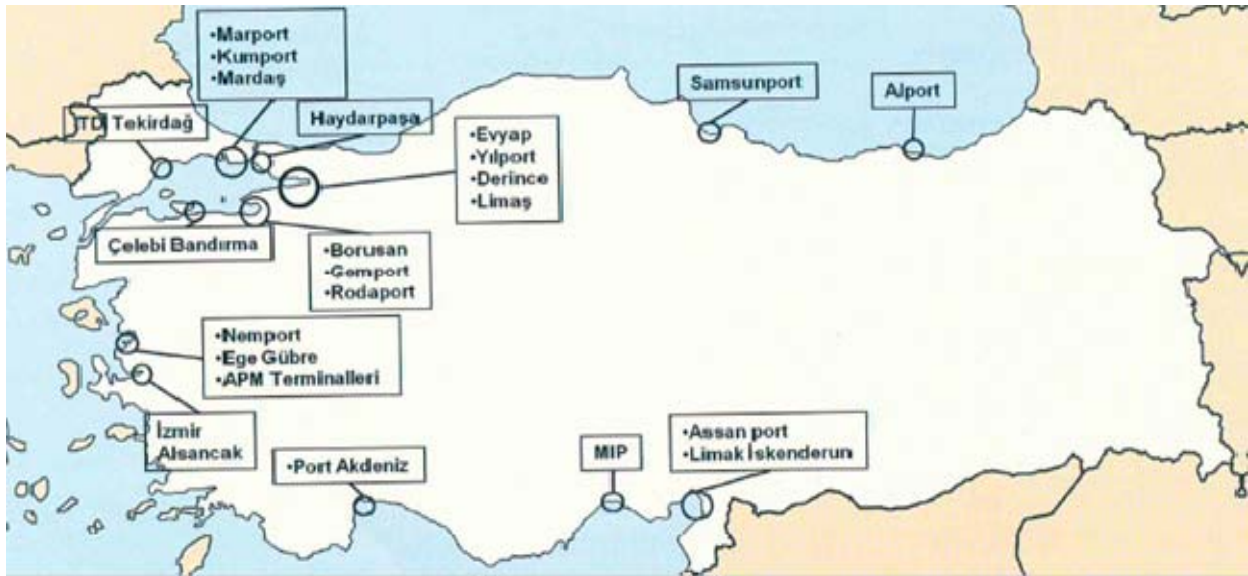 •Marport
•Kumport
•Mardaş
Samsunport
Alport
TDİ Tekirdağ
Haydarpaşa
•Evyap
•Yılport
•Derince
•Limaş
Çelebi Bandırma
•Borusan
•Gemport
•Rodaport
•Nemport
•Ege Gübre
•APM Terminalleri
İzmir
Alsancak
•Port Akdeniz
MIP
•Assan port
•Limak İskenderun